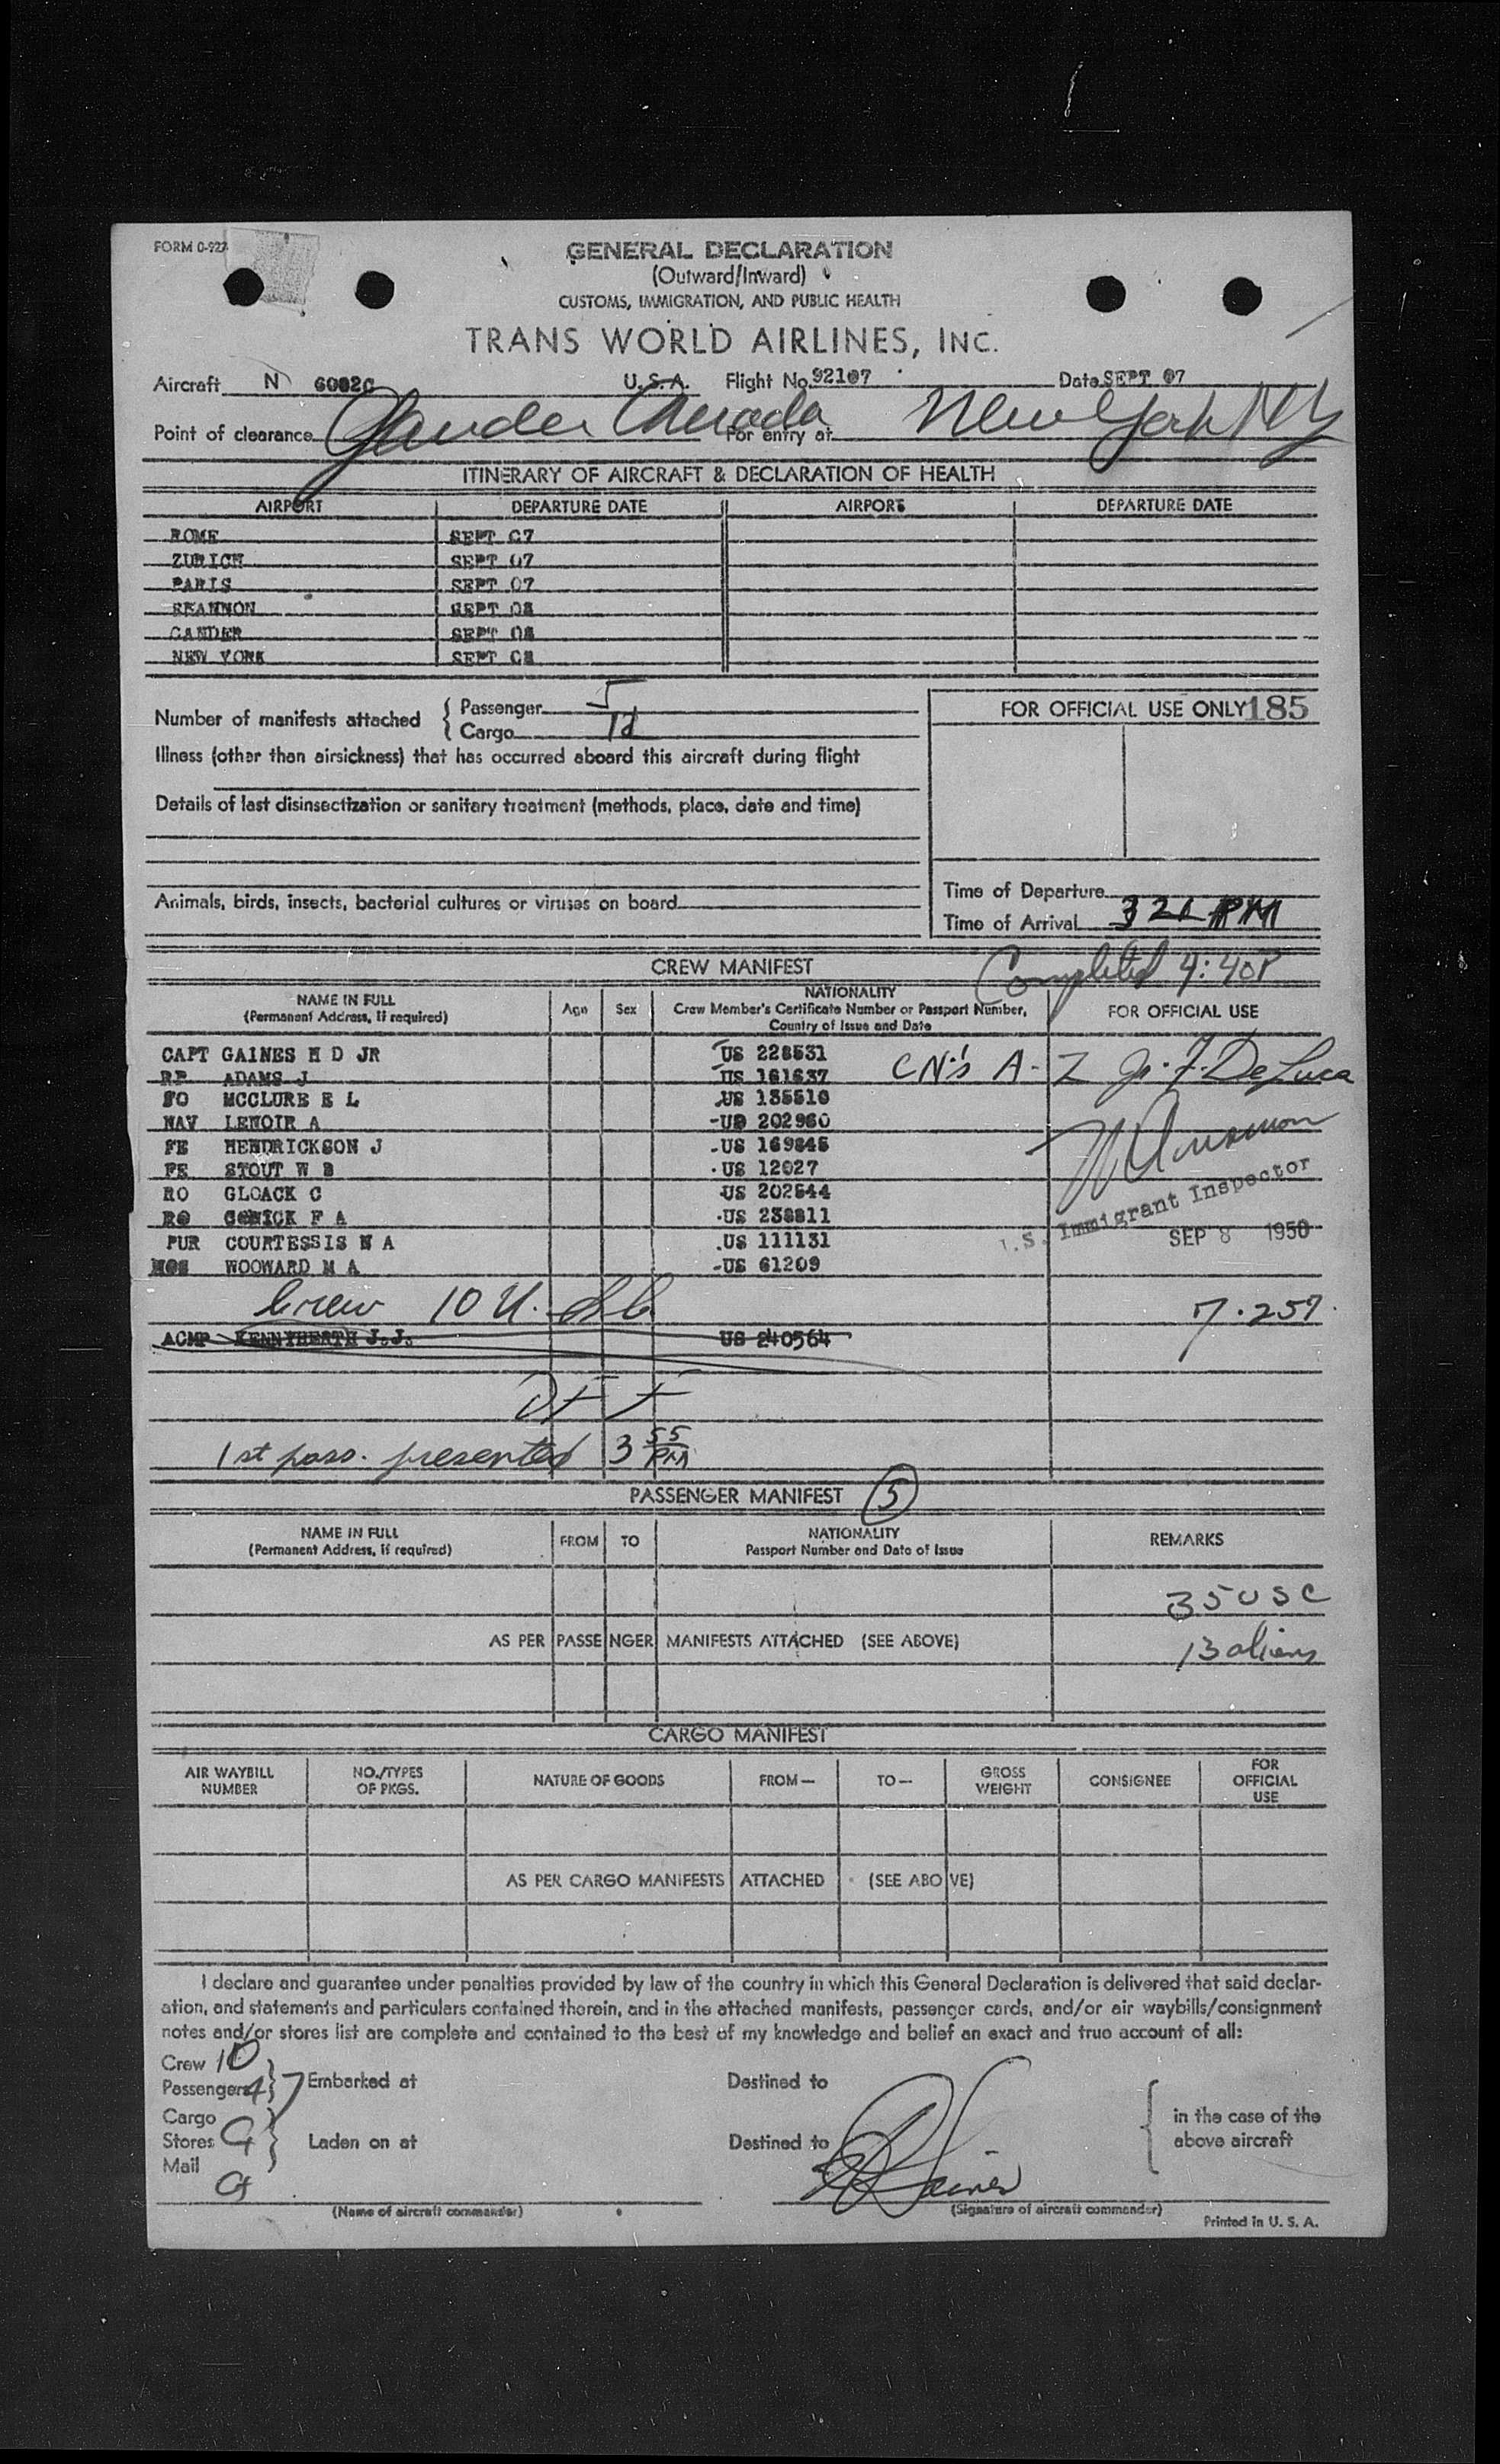 FORM 0-927
GENERAL DECLARATION
(Outward/Inward)
CUSTOMS, IMMIGRATION, AND PUBLIC HEALTH
TRANS WORLD AIRLINES, INC.
Aircraft N 6002C U.S.A. Flight No. 92107 Date SEPT 07
Point of clearance Gander Canada For entry at New York NY
ITINERARY OF AIRCRAFT & DECLARATION OF HEALTH
AIRPORT DEPARTURE DATE AIRPORT DEPARTURE DATE
ROME SEPT 07
ZURICH SEPT 07
PARIS SEPT 07
SHANNON SEPT 08
GANDER SEPT 08
NEW YORK SEPT 08
Number of manifests attached { Passenger 5
Cargo 12
FOR OFFICIAL USE ONLY 185
Illness (other than airsickness) that has occurred aboard this aircraft during flight
Details of last disinsectization or sanitary treatment (methods, place, date and time)
Animals, birds, insects, bacterial cultures or viruses on board
Time of Departure
Time of Arrival 321 PM
CREW MANIFEST Completed 4:40P
NAME IN FULL (Permanent Address, if required) Age Sex NATIONALITY Crew Member's Certificate Number or Passport Number, Country of Issue and Date FOR OFFICIAL USE
CAPT GAINES H D JR US 228531
RP ADAMS J US 161637 CN's A-Z Jr. F. DeLuca
FO MCCLURE E L US 135510
NAV LENOIR A US 202960
FE HENDRICKSON J US 169845
FE STOUT W B US 12027
RO GLOACK C US 202544
U.S. Immigrant Inspector
RO GONICK F A US 238811
SEP 8 1950
PUR COURTESSIS N A US 111131
HOS WOOWARD M A US 61209
Crew 10 U.S.C. 7-257
ACMP KENNYHERTH J.J. US 240564
1st pass. presented 3 55 PM
PASSENGER MANIFEST 5
NAME IN FULL (Permanent Address, if required) FROM TO NATIONALITY Passport Number and Date of Issue REMARKS
35 USC
AS PER PASSENGER MANIFESTS ATTACHED (SEE ABOVE) 13 aliens
CARGO MANIFEST
AIR WAYBILL NUMBER NO./TYPES OF PKGS. NATURE OF GOODS FROM— TO— GROSS WEIGHT CONSIGNEE FOR OFFICIAL USE
AS PER CARGO MANIFESTS ATTACHED (SEE ABOVE)
I declare and guarantee under penalties provided by law of the country in which this General Declaration is delivered that said declar-
ation, and statements and particulars contained therein, and in the attached manifests, passenger cards, and/or air waybills/consignment
notes and/or stores list are complete and contained to the best of my knowledge and belief an exact and true account of all:
Crew 10
Passengers 47 Embarked at Destined to
Cargo in the case of the
Stores Laden on at Destined to above aircraft
Mail
(Name of aircraft commander) (Signature of aircraft commander)
Printed in U. S. A.